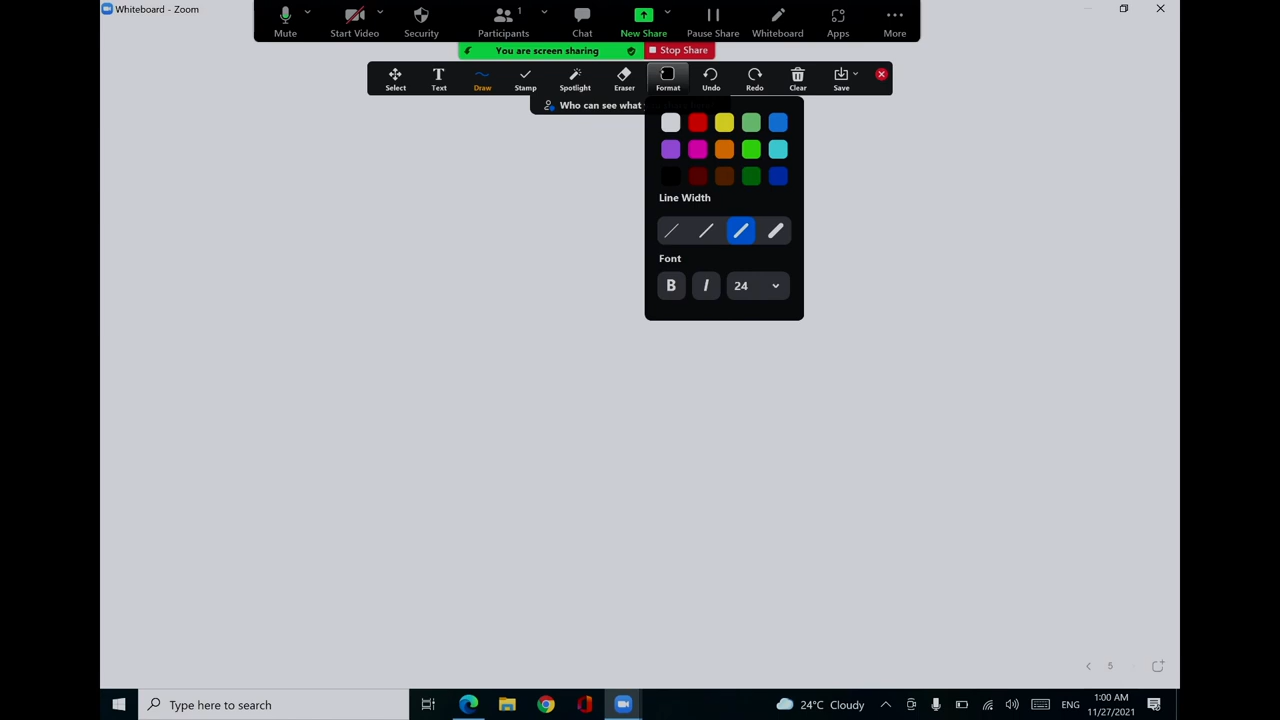 Whiteboard - Zoom
Mute Start Video Security Participants 1 Chat New Share Pause Share Whiteboard Apps More
You are screen sharing Stop Share
Select Text Draw Stamp Spotlight Eraser Format Undo Redo Clear Save
Who can see what
Line Width
Font
B I 24
5
Type here to search
24°C Cloudy ENG
1:00 AM
11/27/2021